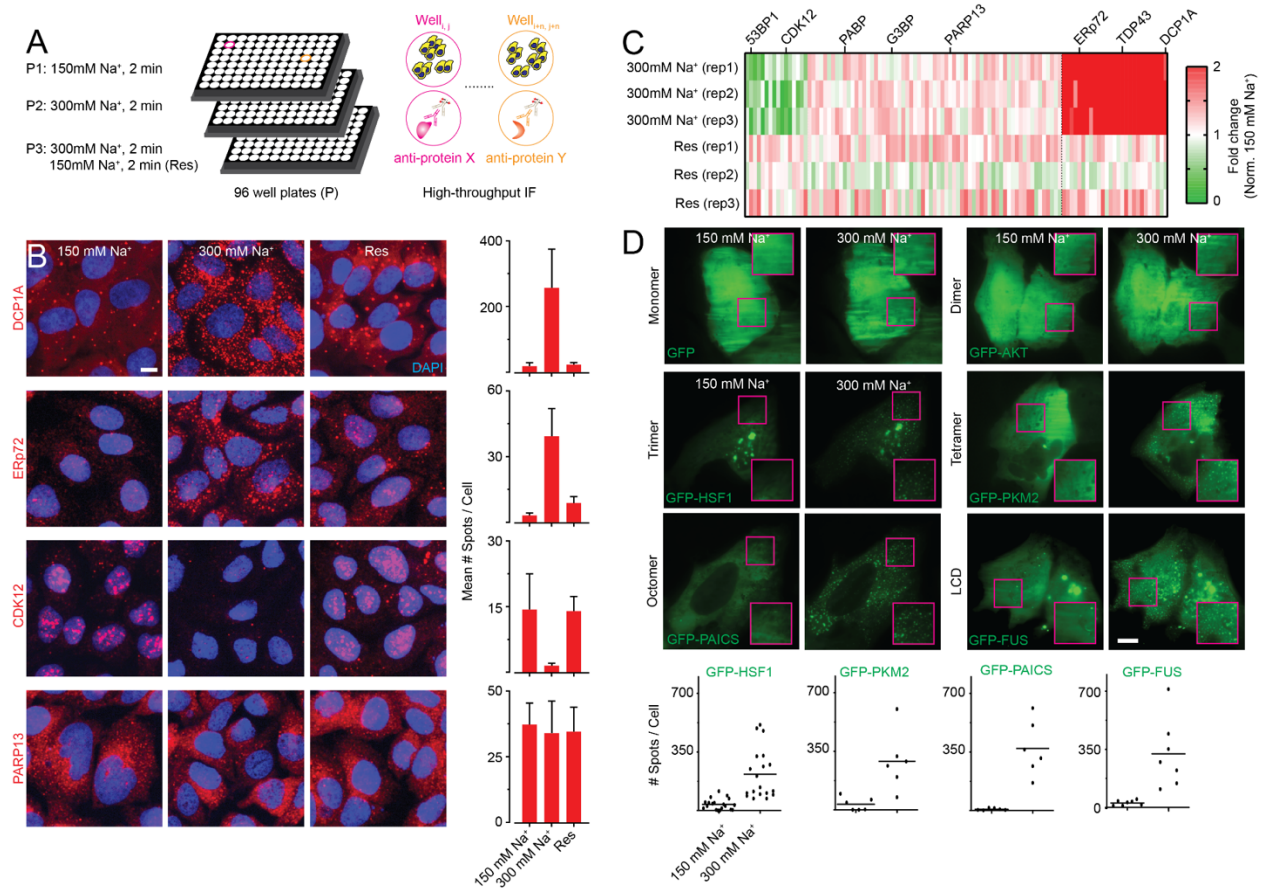 A
P1: 150mM Na⁺, 2 min
P2: 300mM Na⁺, 2 min
P3: 300mM Na⁺, 2 min
150mM Na⁺, 2 min (Res)
96 well plates (P)
Well i, j
Well i+n, j+n
anti-protein X
anti-protein Y
High-throughput IF
B
150 mM Na⁺
300 mM Na⁺
Res
DCP1A
DAPI
ERp72
CDK12
PARP13
Mean # Spots / Cell
400
200
0
60
30
0
30
15
0
50
25
0
150 mM Na⁺
300 mM Na⁺
Res
C
53BP1
CDK12
PABP
G3BP
PARP13
ERp72
TDP43
DCP1A
300mM Na⁺ (rep1)
300mM Na⁺ (rep2)
300mM Na⁺ (rep3)
Res (rep1)
Res (rep2)
Res (rep3)
2
1
0
Fold change
(Norm. 150 mM Na⁺)
D
150 mM Na⁺
300 mM Na⁺
150 mM Na⁺
300 mM Na⁺
Monomer
GFP
Dimer
GFP-AKT
150 mM Na⁺
300 mM Na⁺
Trimer
GFP-HSF1
Tetramer
GFP-PKM2
Octomer
GFP-PAICS
LCD
GFP-FUS
# Spots / Cell
GFP-HSF1
700
350
0
150 mM Na⁺
300 mM Na⁺
GFP-PKM2
700
350
0
GFP-PAICS
700
350
0
GFP-FUS
700
350
0